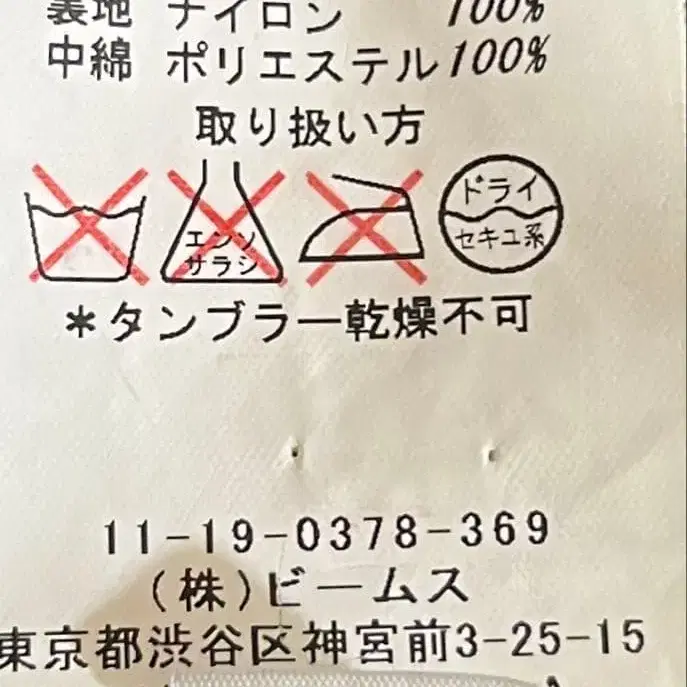 裏地 ナイロン 100%
中綿 ポリエステル100%
取り扱い方
エンソ
サラシ
ドライ
セキユ系
*タンブラー乾燥不可
11-19-0378-369
(株)ビームス
東京都渋谷区神宮前3-25-15